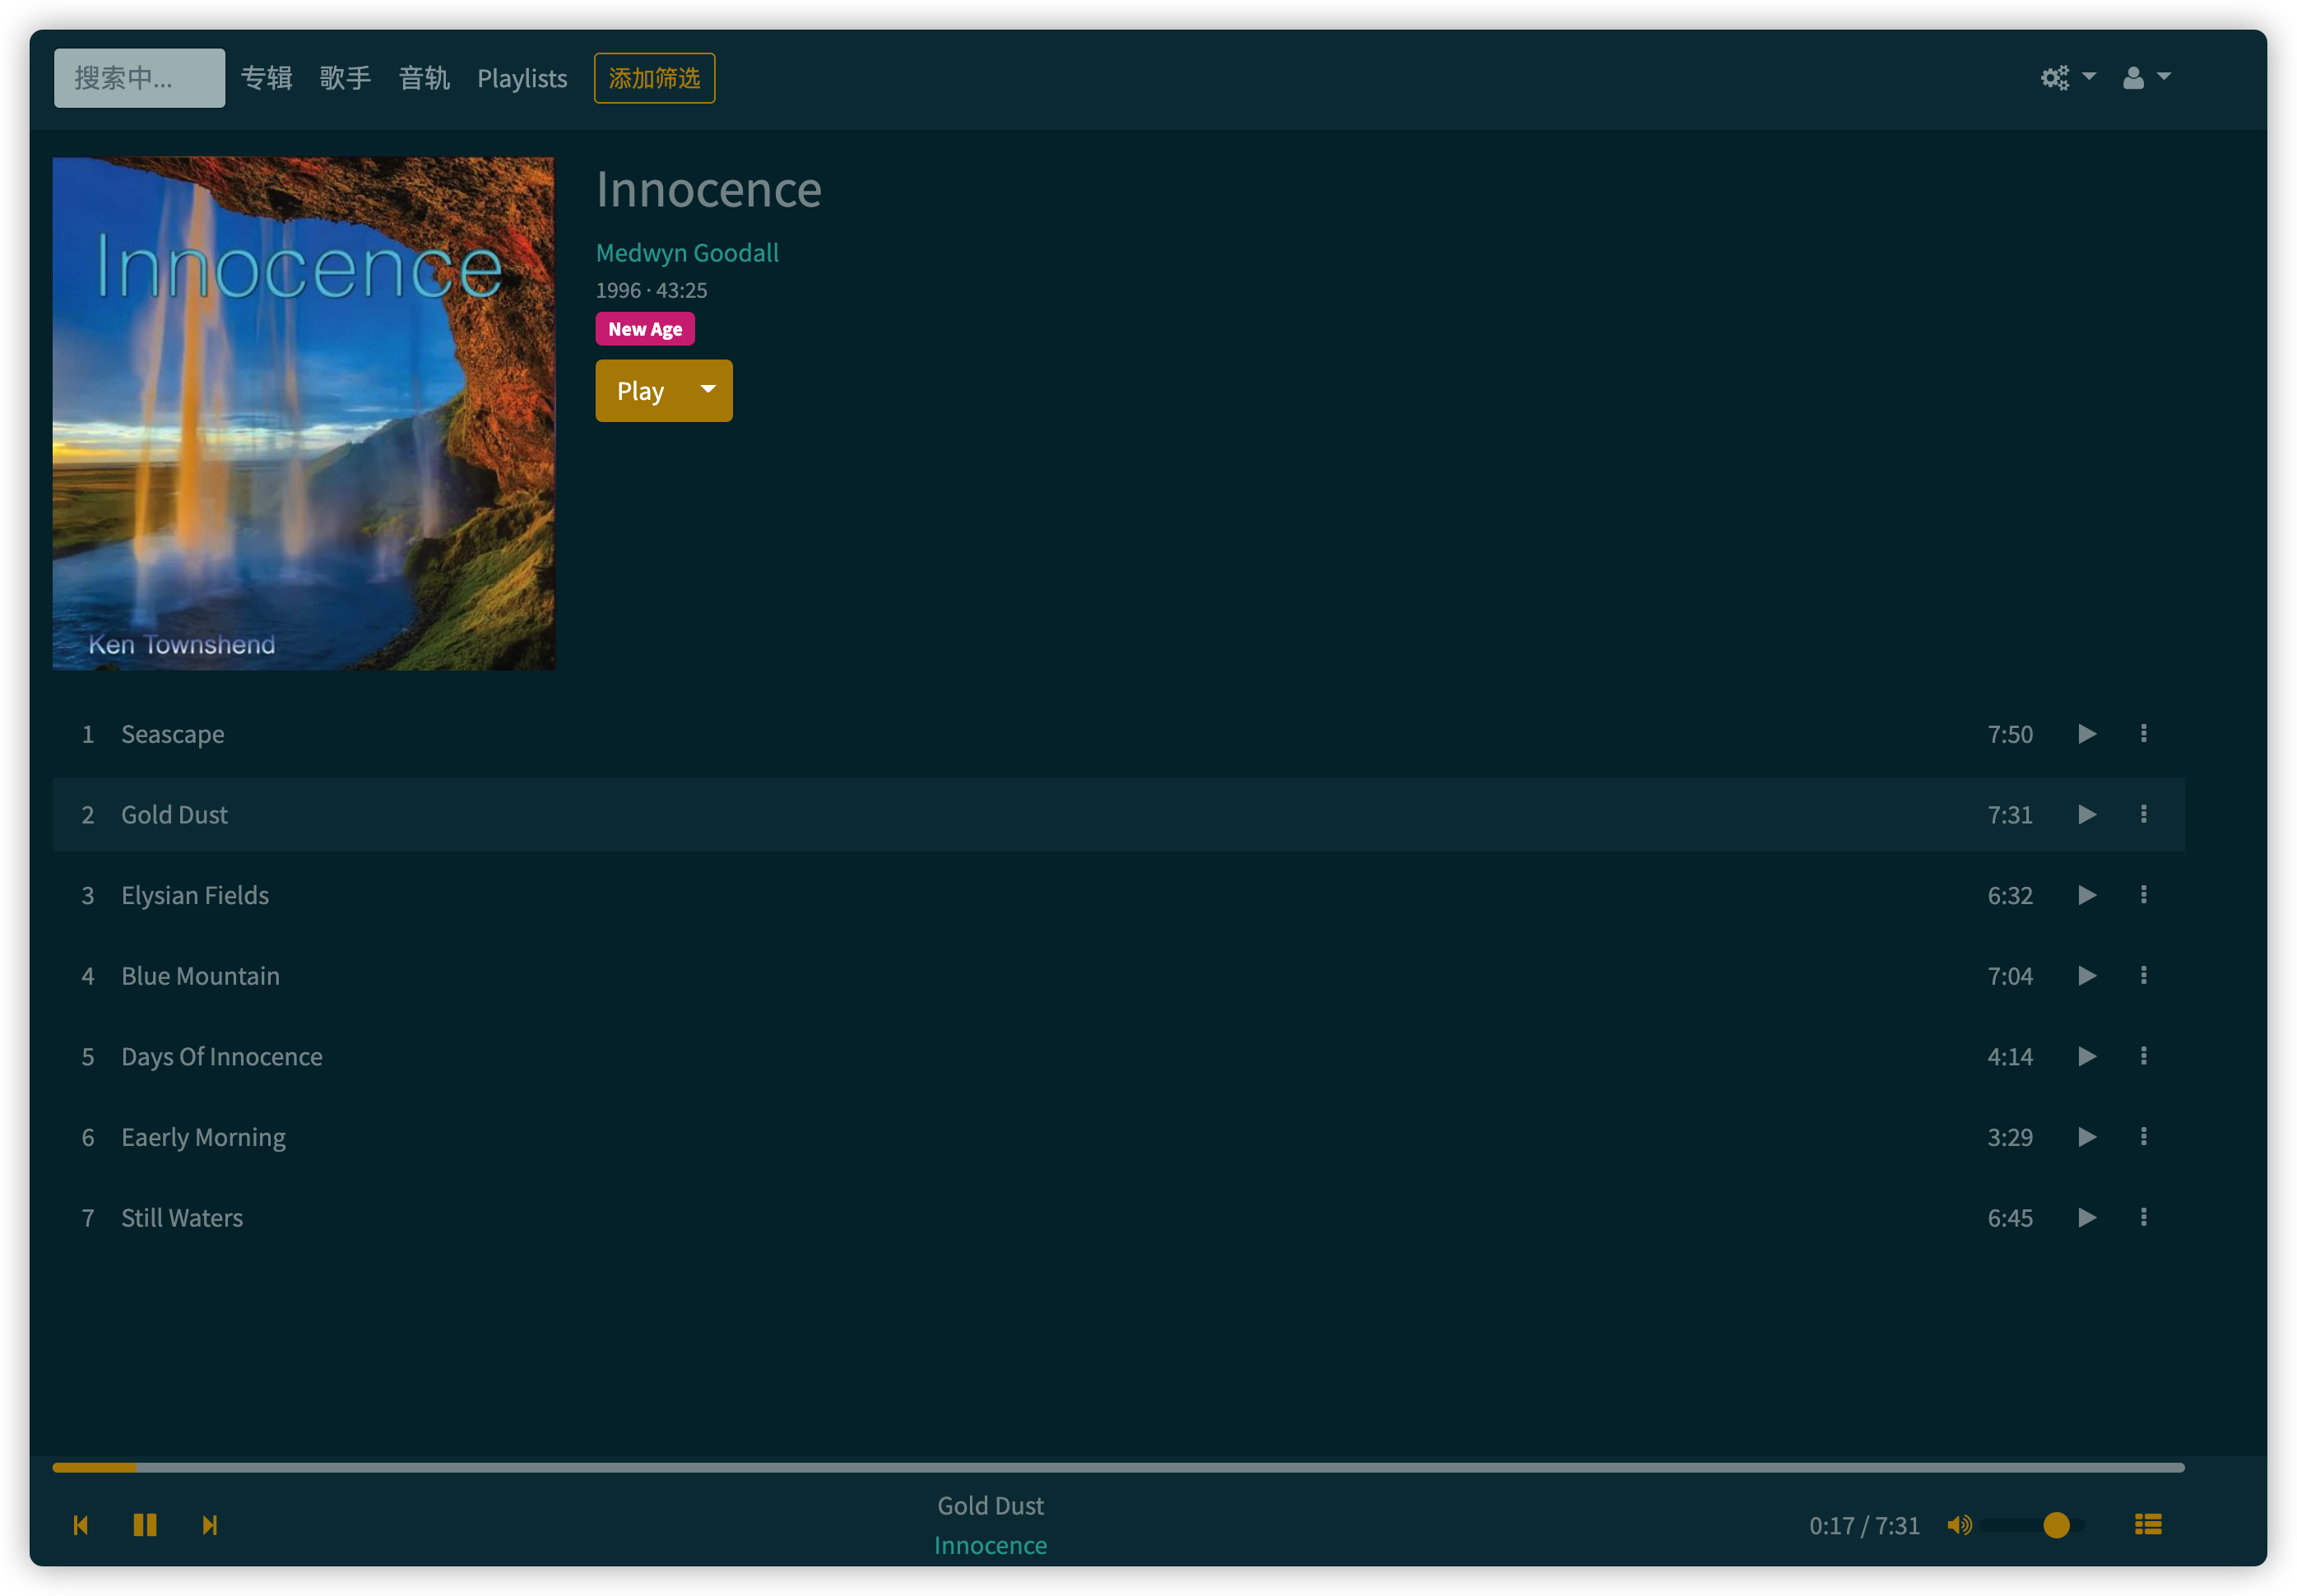 搜索中... 专辑 歌手 音轨 Playlists 添加筛选
Innocence
Ken Townshend
Innocence
Medwyn Goodall
1996 · 43:25
New Age
Play
1 Seascape 7:50
2 Gold Dust 7:31
3 Elysian Fields 6:32
4 Blue Mountain 7:04
5 Days Of Innocence 4:14
6 Eaerly Morning 3:29
7 Still Waters 6:45
Gold Dust
Innocence
0:17 / 7:31